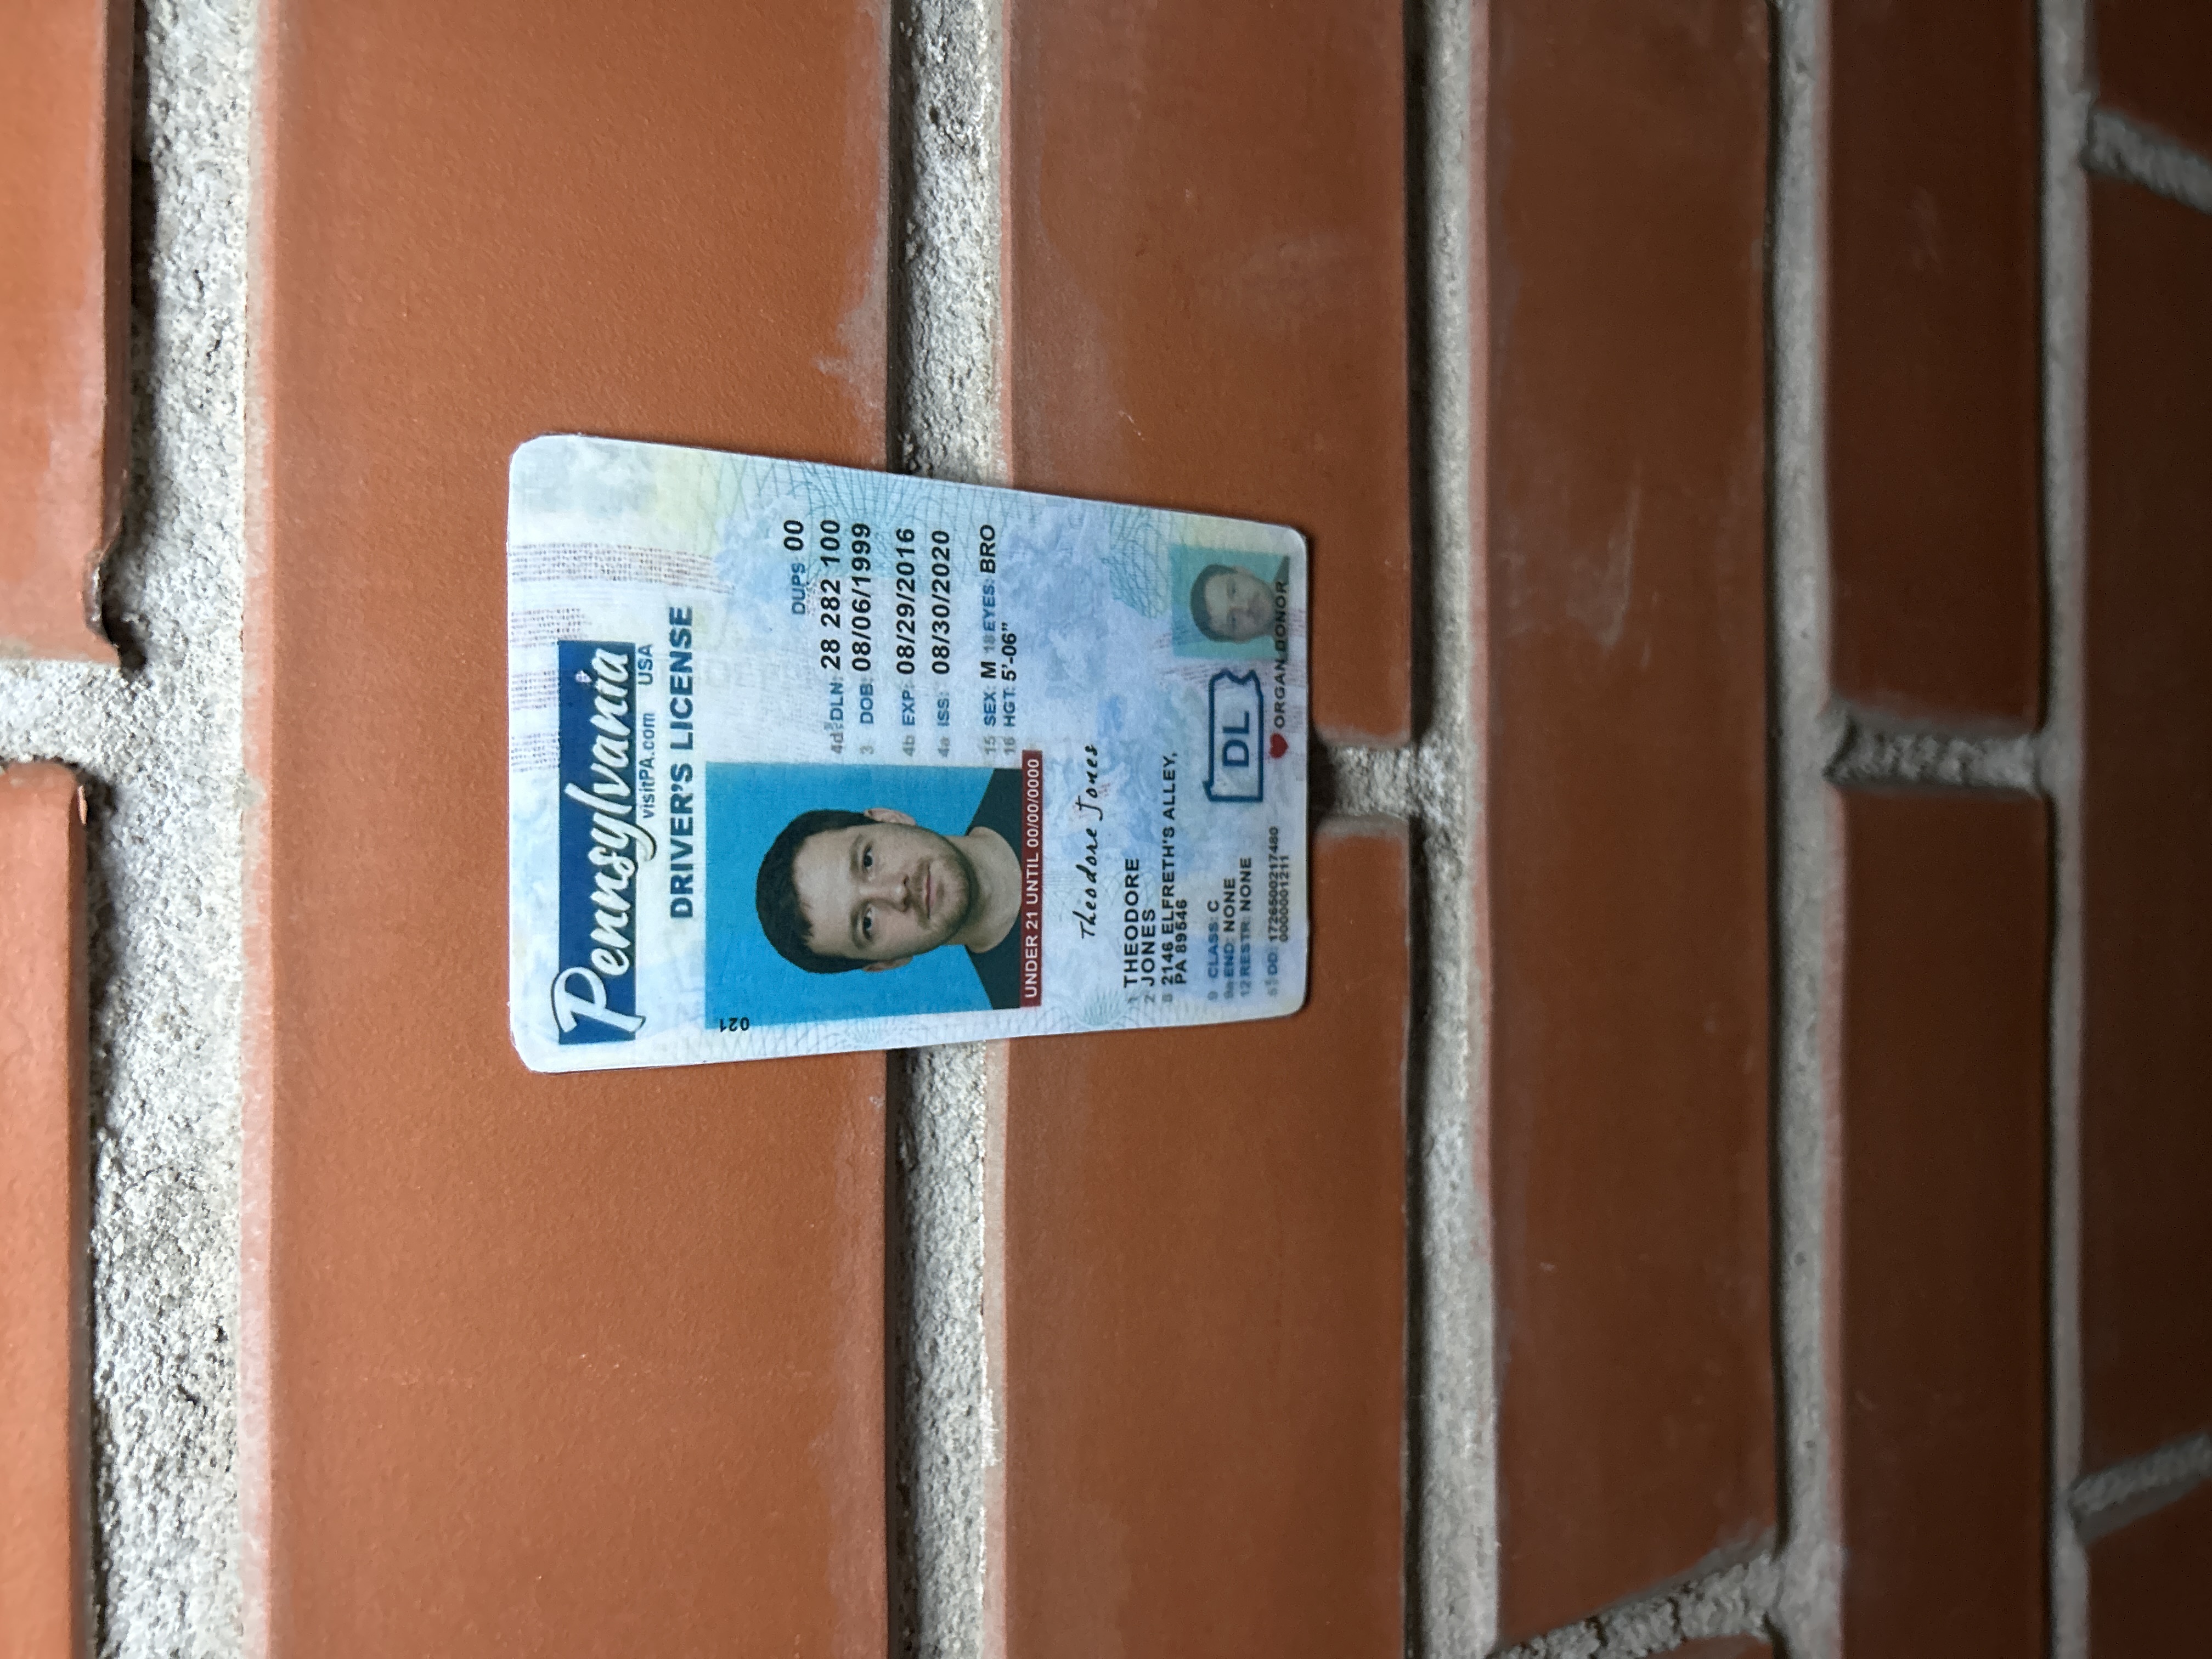 Pennsylvania
visitPA.com USA
DRIVER'S LICENSE
021
DUPS: 00
4d DLN: 28 282 100
3 DOB: 08/06/1999
4b EXP: 08/29/2016
4a ISS: 08/30/2020
15 SEX: M 18 EYES: BRO
16 HGT: 5'-06"
UNDER 21 UNTIL 00/00/0000
Theodore Jones
1 THEODORE
2 JONES
8 2146 ELFRETH'S ALLEY,
PA 89546
9 CLASS: C
9a END: NONE
12 RESTR: NONE
DL
5 DD: 1726500217480
0000001211
ORGAN DONOR